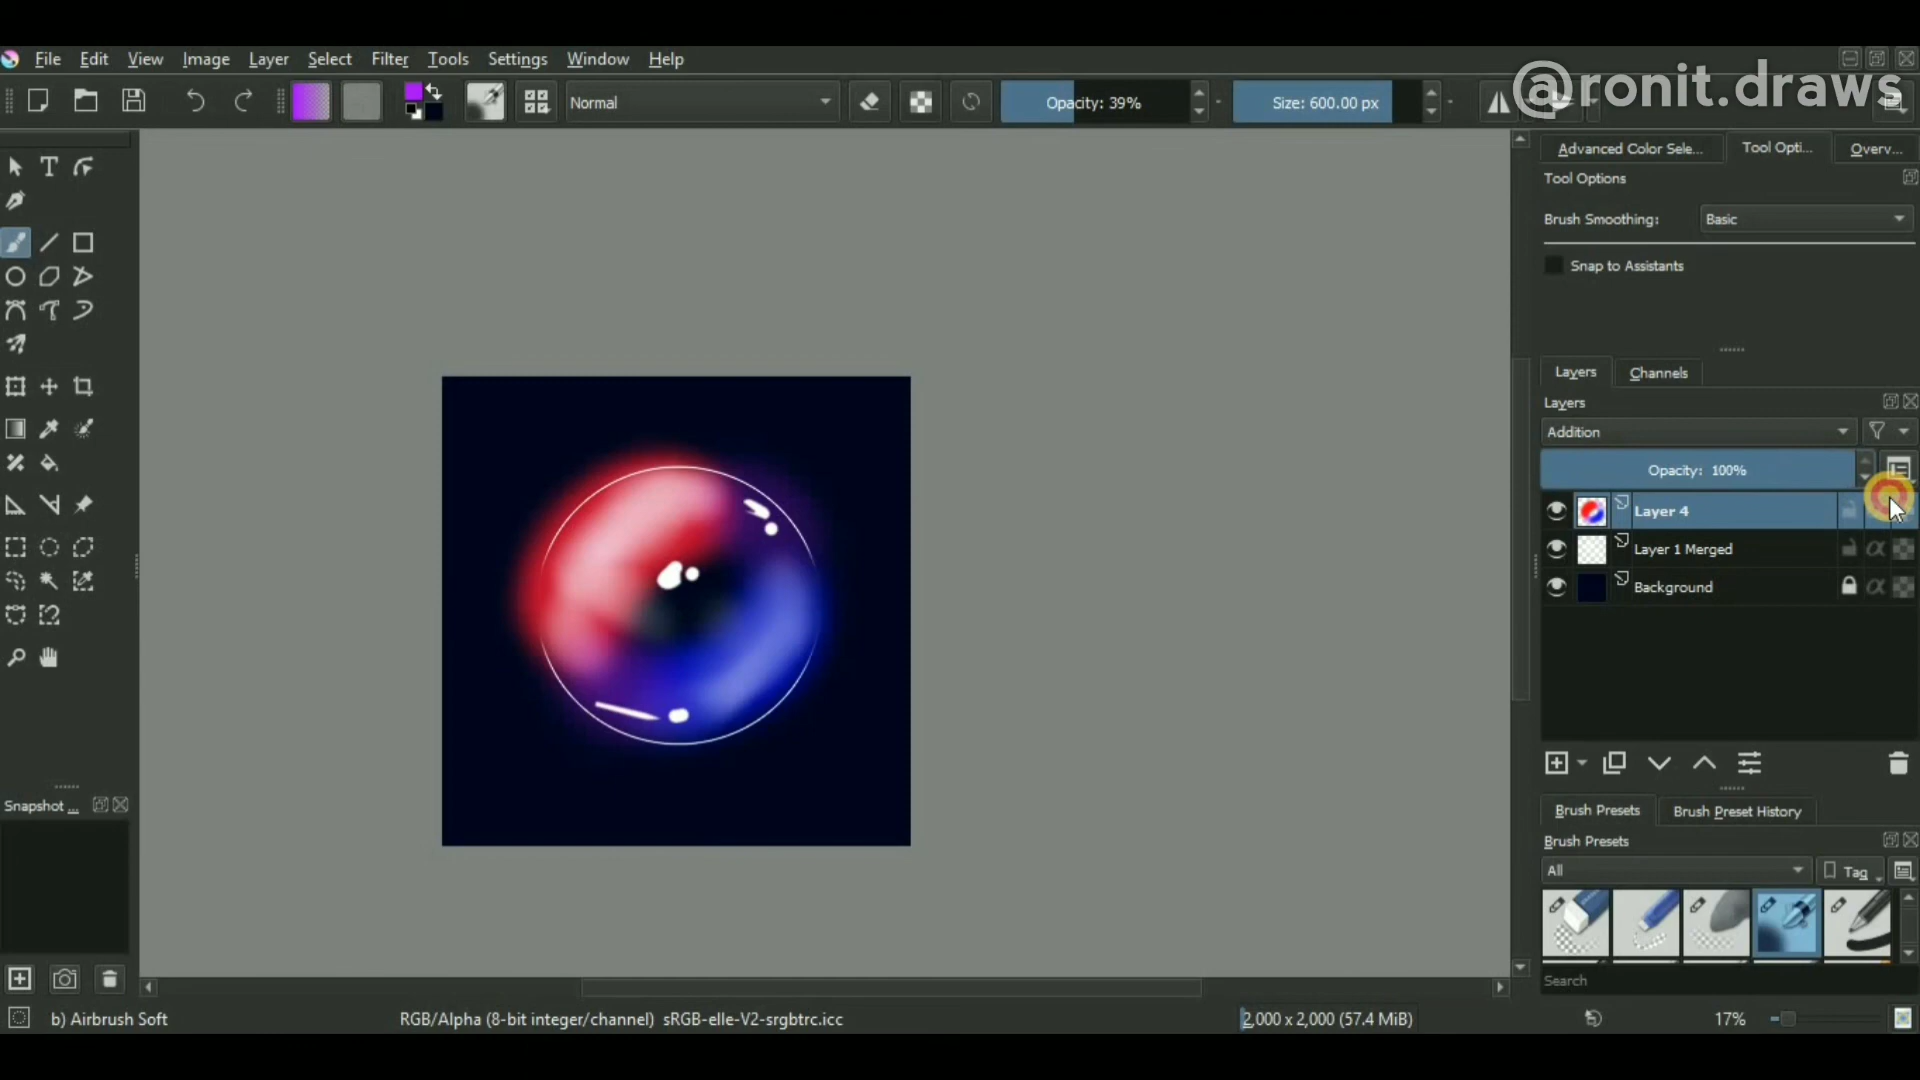 File Edit View Image Layer Select Filter Tools Settings Window Help
@ronit.draws
Normal
Opacity: 39%
Size: 600.00 px
Advanced Color Sele... Tool Opti... Overv...
Tool Options
Brush Smoothing: Basic
Snap to Assistants
Layers Channels
Layers
Addition
Opacity: 100%
Layer 4
Layer 1 Merged
Background
Snapshot ...
Brush Presets Brush Preset History
Brush Presets
All Tag
Search
b) Airbrush Soft
RGB/Alpha (8-bit integer/channel) sRGB-elle-V2-srgbtrc.icc
2,000 x 2,000 (57.4 MiB)
17%